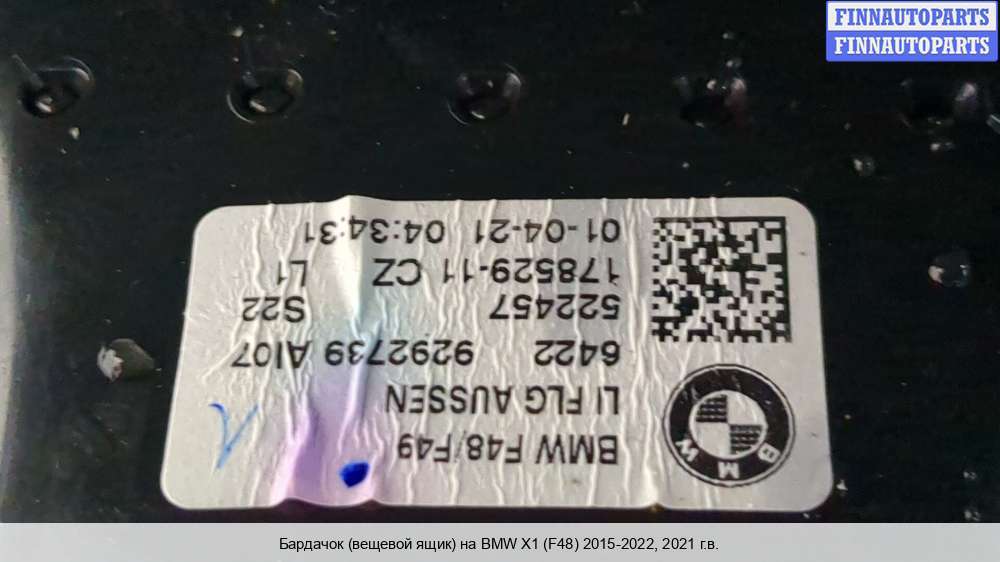 FINNAUTOPARTS
FINNAUTOPARTS
BMW F48/F49
LI FLG AUSSEN
6422 9292739 AI07
522457 S22
178529-11 CZ L1
01-04-21 04:34:31
BMW
Бардачок (вещевой ящик) на BMW X1 (F48) 2015-2022, 2021 г.в.